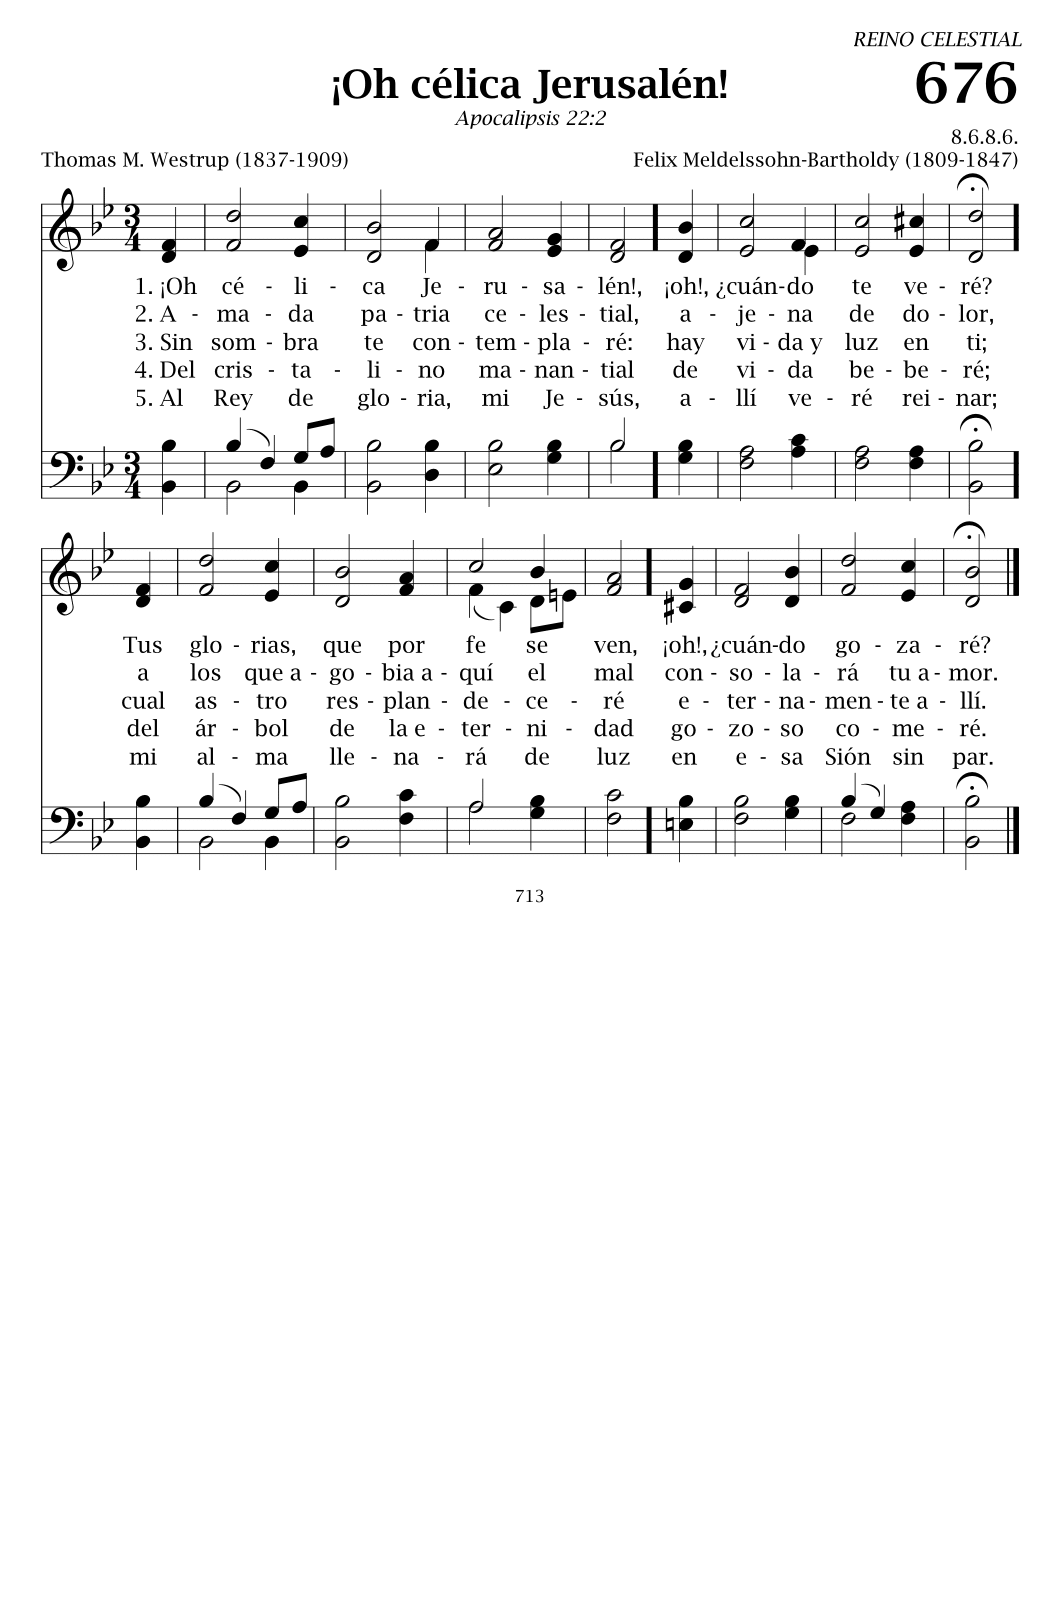 REINO CELESTIAL
676
¡Oh célica Jerusalén!
Apocalipsis 22:2
8.6.8.6.
Thomas M. Westrup (1837-1909) Felix Meldelssohn-Bartholdy (1809-1847)
3 4
1. ¡Oh cé - li - ca Je - ru - sa - lén!, ¡oh!, ¿cuán-do te ve - ré?
2. A - ma - da pa - tria ce - les - tial, a - je - na de do - lor,
3. Sin som - bra te con - tem - pla - ré: hay vi - da y luz en ti;
4. Del cris - ta - li - no ma - nan - tial de vi - da be - be - ré;
5. Al Rey de glo - ria, mi Je - sús, a - llí ve - ré rei - nar;
3 4
Tus glo - rias, que por fe se ven, ¡oh!, ¿cuán-do go - za - ré?
a los que a - go - bia a - quí el mal con - so - la - rá tu a - mor.
cual as - tro res - plan - de - ce - ré e - ter - na - men - te a - llí.
del ár - bol de la e - ter - ni - dad go - zo - so co - me - ré.
mi al - ma lle - na - rá de luz en e - sa Sión sin par.
713